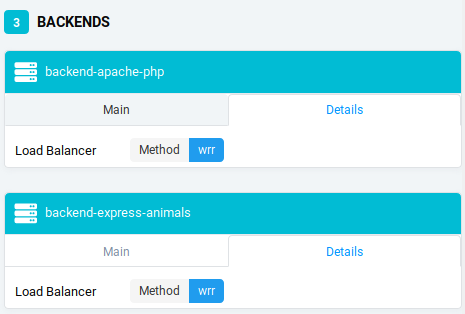 3 BACKENDS
backend-apache-php
Main Details
Load Balancer Method wrr
backend-express-animals
Main Details
Load Balancer Method wrr